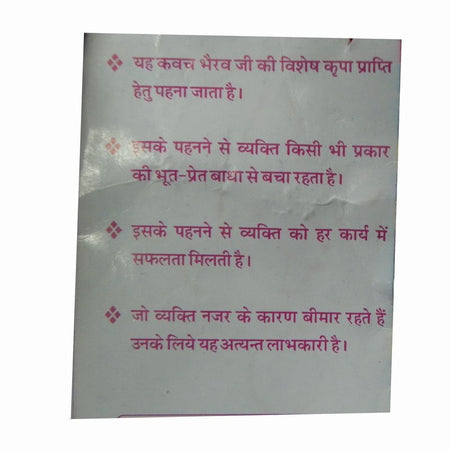 ❖ यह कवच भैरव जी की विशेष कृपा प्राप्ति
हेतु पहना जाता है।
❖ इसके पहनने से व्यक्ति किसी भी प्रकार
की भूत-प्रेत बाधा से बचा रहता है।
❖ इसके पहनने से व्यक्ति को हर कार्य में
सफलता मिलती है।
❖ जो व्यक्ति नजर के कारण बीमार रहते हैं
उनके लिये यह अत्यन्त लाभकारी है।